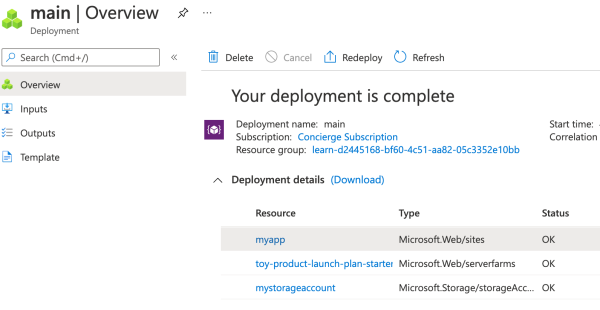 main | Overview
Deployment
Search (Cmd+/)
«
Overview
Inputs
Outputs
Template
Delete Cancel Redeploy Refresh
Your deployment is complete
Deployment name: main
Subscription: Concierge Subscription
Resource group: learn-d2445168-bf60-4c51-aa82-05c3352e10bb
Start time:
Correlation
Deployment details (Download)
Resource Type Status
myapp Microsoft.Web/sites OK
toy-product-launch-plan-starter Microsoft.Web/serverfarms OK
mystorageaccount Microsoft.Storage/storageAcc... OK